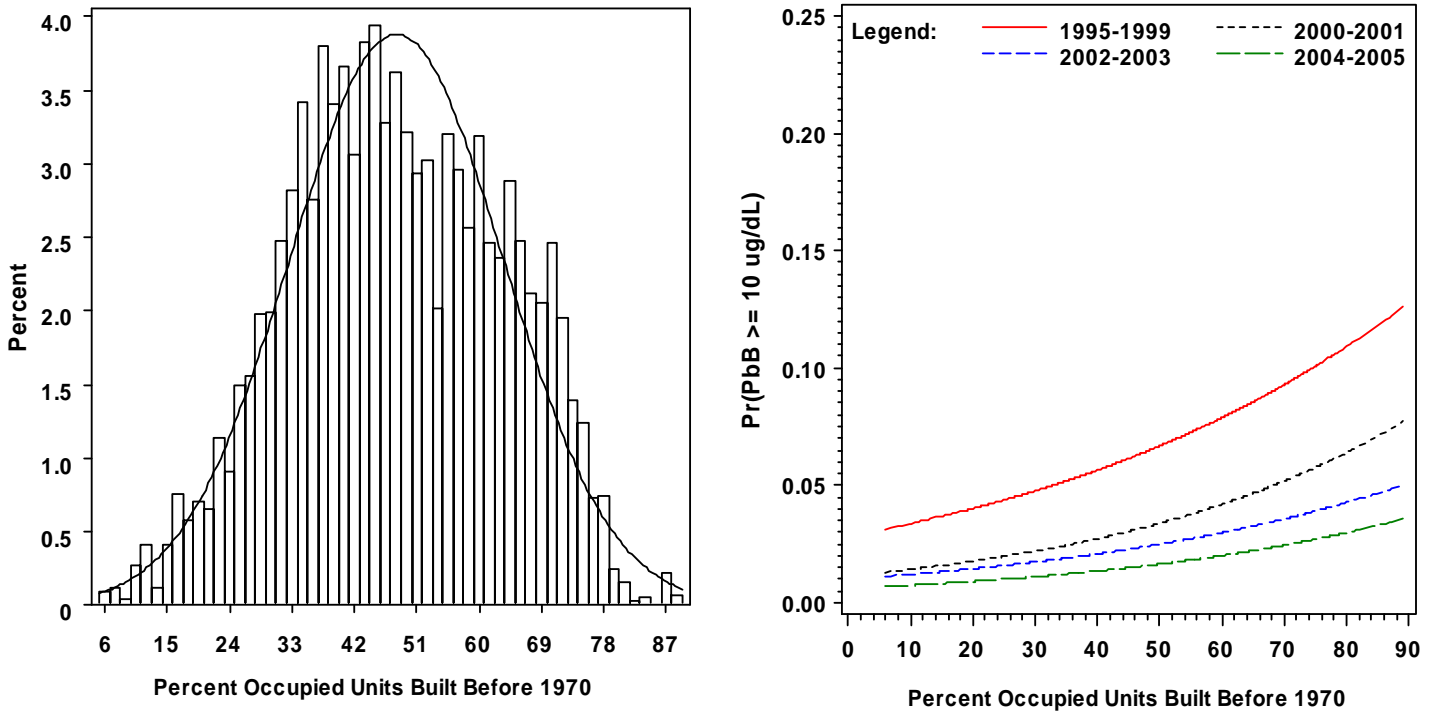 4.0
3.5
3.0
2.5
2.0
1.5
1.0
0.5
0
Percent
6 15 24 33 42 51 60 69 78 87
Percent Occupied Units Built Before 1970
0.25
0.20
0.15
0.10
0.05
0.00
Pr(PbB >= 10 ug/dL)
Legend: 1995-1999 2000-2001
2002-2003 2004-2005
0 10 20 30 40 50 60 70 80 90
Percent Occupied Units Built Before 1970